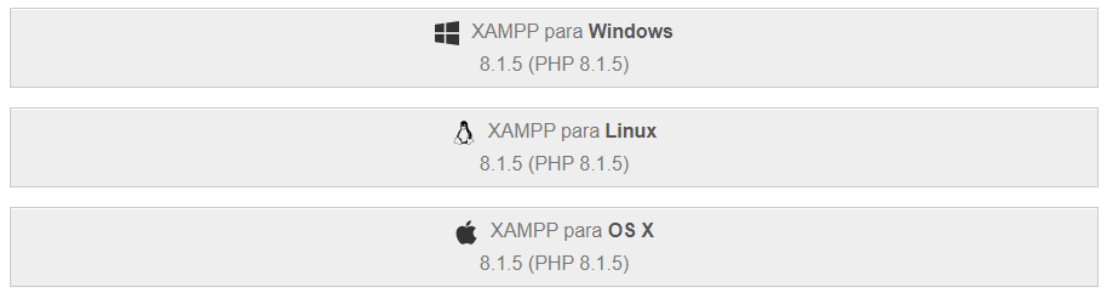 XAMPP para Windows
8.1.5 (PHP 8.1.5)
XAMPP para Linux
8.1.5 (PHP 8.1.5)
XAMPP para OS X
8.1.5 (PHP 8.1.5)